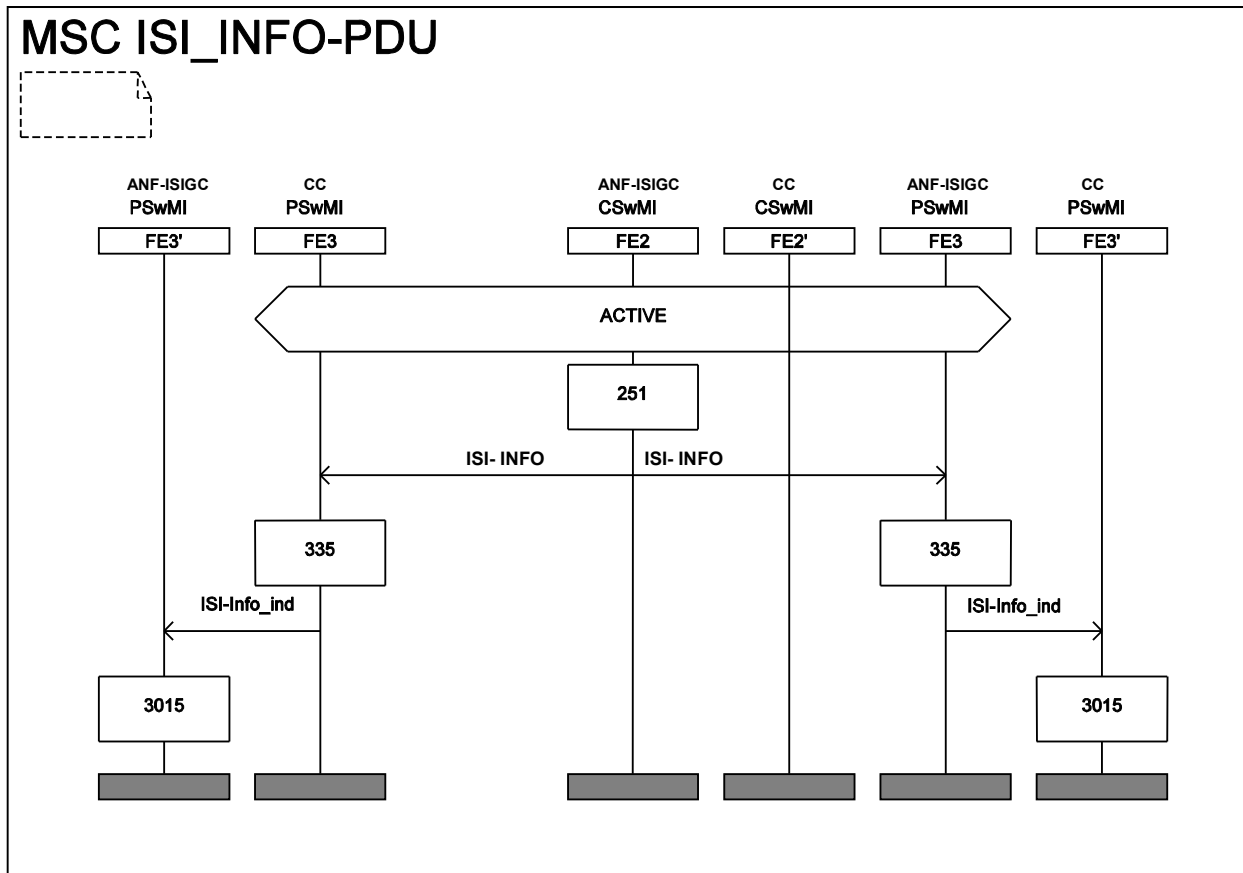 MSC ISI_INFO-PDU
ANF-ISIGC CC ANF-ISIGC CC ANF-ISIGC CC
PSwMI PSwMI CSwMI CSwMI PSwMI PSwMI
FE3' FE3 FE2 FE2' FE3 FE3'
ACTIVE
251
ISI- INFO ISI- INFO
335 335
ISI-Info_ind ISI-Info_ind
3015 3015